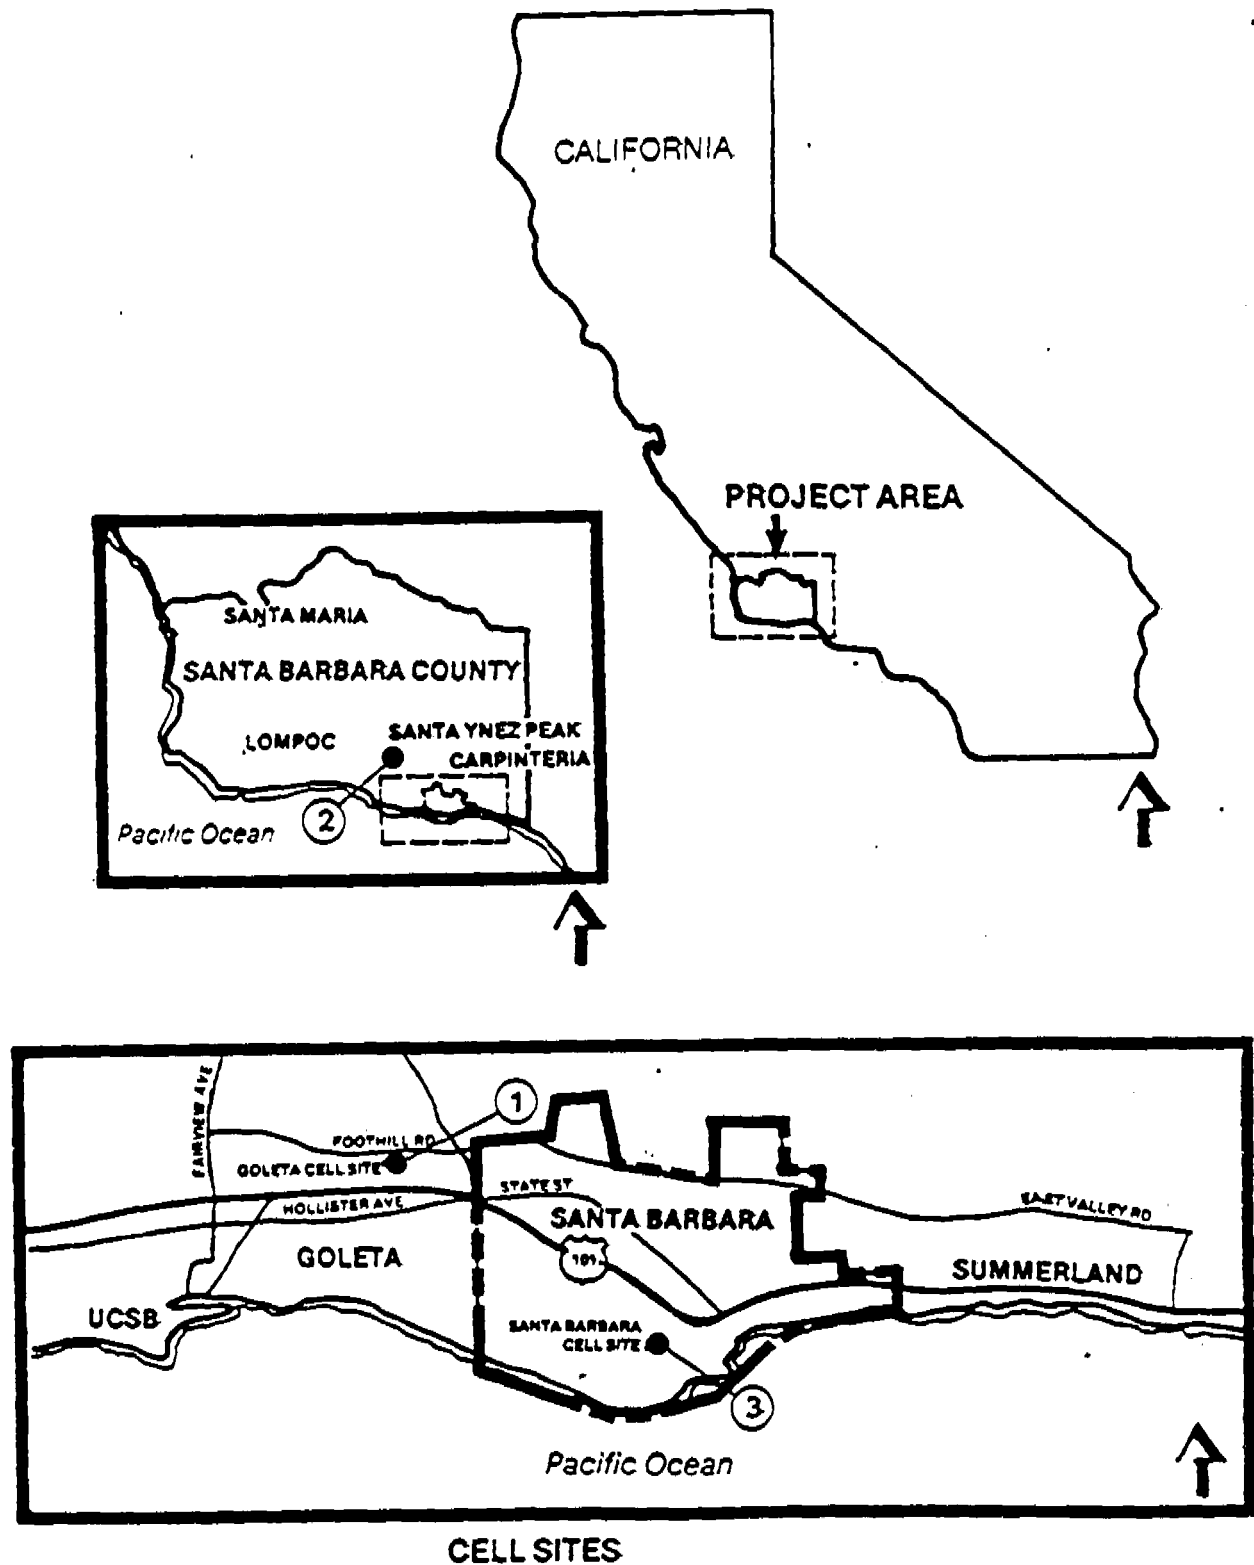 CALIFORNIA
PROJECT AREA
SANTA MARIA
SANTA BARBARA COUNTY
LOMPOC
SANTA YNEZ PEAK
CARPINTERIA
2
Pacific Ocean
FAIRVIEW AVE
1
FOOTHILL RD
GOLETA CELL SITE
HOLLISTER AVE
STATE ST
SANTA BARBARA
EAST VALLEY RD
101
GOLETA
SUMMERLAND
UCSB
SANTA BARBARA
CELL SITE
3
Pacific Ocean
CELL SITES